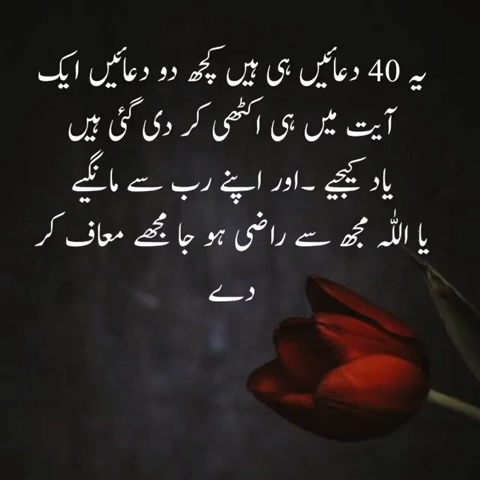 یہ 40 دعائیں ہی ہیں کچھ دو دعائیں ایک
آیت میں ہی اکٹھی کر دی گئی ہیں
یاد کیجیے ۔اور اپنے رب سے مانگیے
یا اللّٰہ مجھ سے راضی ہو جا مجھے معاف کر
دے